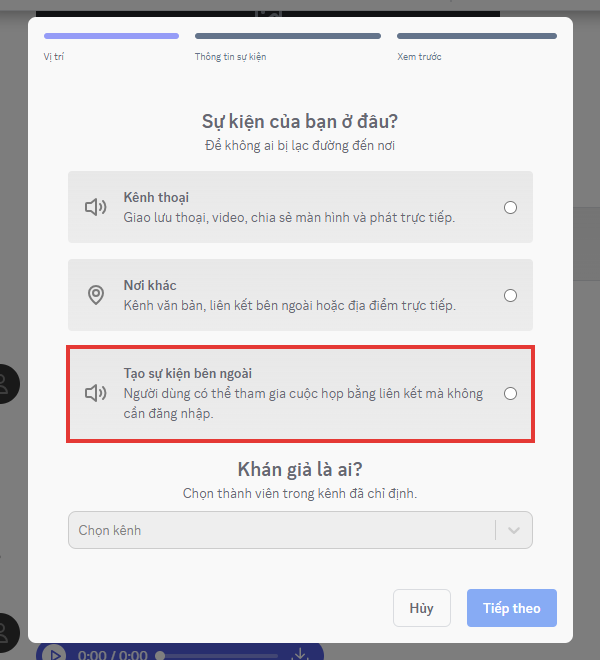 Vị trí
Thông tin sự kiện
Xem trước
Sự kiện của bạn ở đâu?
Để không ai bị lạc đường đến nơi
Kênh thoại
Giao lưu thoại, video, chia sẻ màn hình và phát trực tiếp.
Nơi khác
Kênh văn bản, liên kết bên ngoài hoặc địa điểm trực tiếp.
Tạo sự kiện bên ngoài
Người dùng có thể tham gia cuộc họp bằng liên kết mà không
cần đăng nhập.
Khán giả là ai?
Chọn thành viên trong kênh đã chỉ định.
Chọn kênh
Hủy
Tiếp theo
0:00 / 0:00